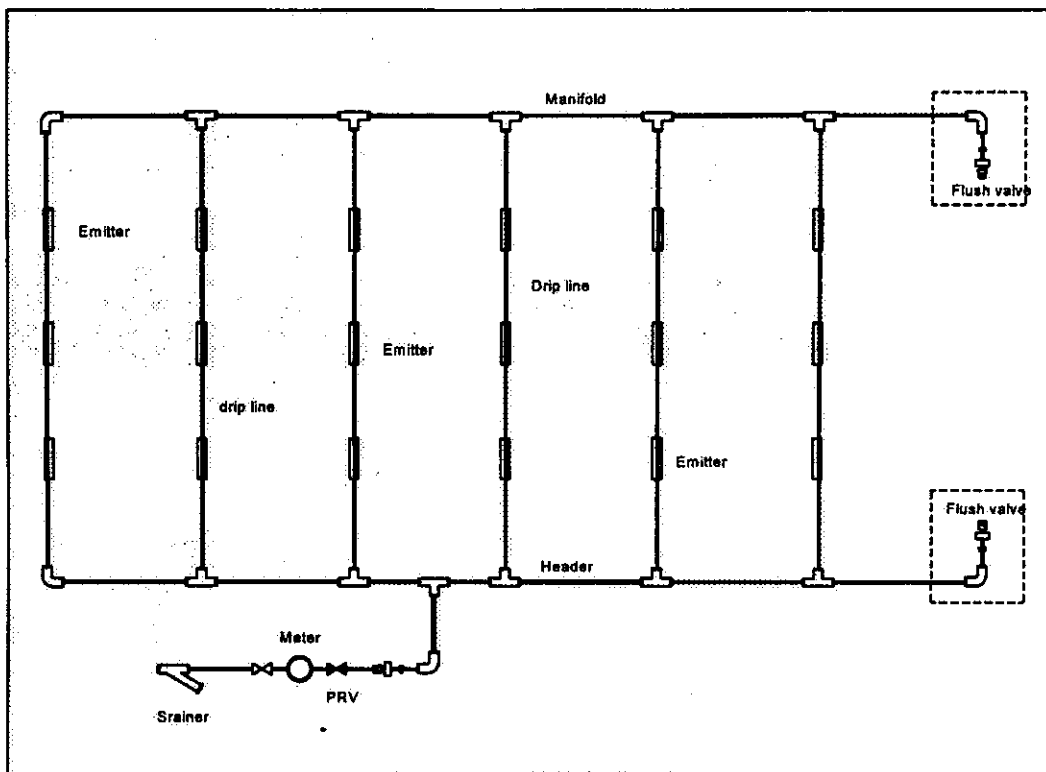 Manifold
Flush valve
Emitter
Drip line
Emitter
drip line
Emitter
Flush valve
Header
Meter
PRV
Srainer